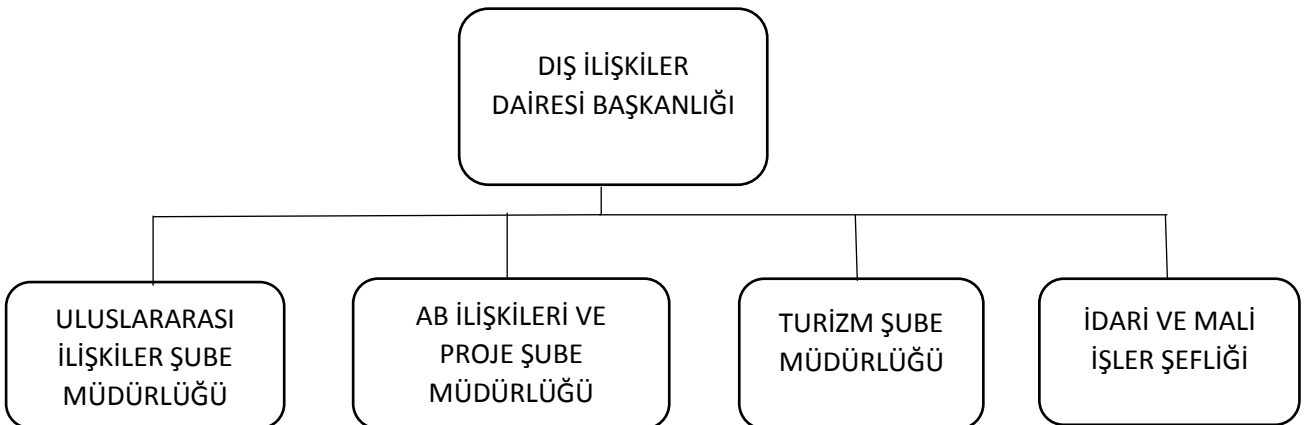 DIŞ İLİŞKİLER
DAİRESİ BAŞKANLIĞI
ULUSLARARASI
İLİŞKİLER ŞUBE
MÜDÜRLÜĞÜ
AB İLİŞKİLERİ VE
PROJE ŞUBE
MÜDÜRLÜĞÜ
TURİZM ŞUBE
MÜDÜRLÜĞÜ
İDARİ VE MALİ
İŞLER ŞEFLİĞİ